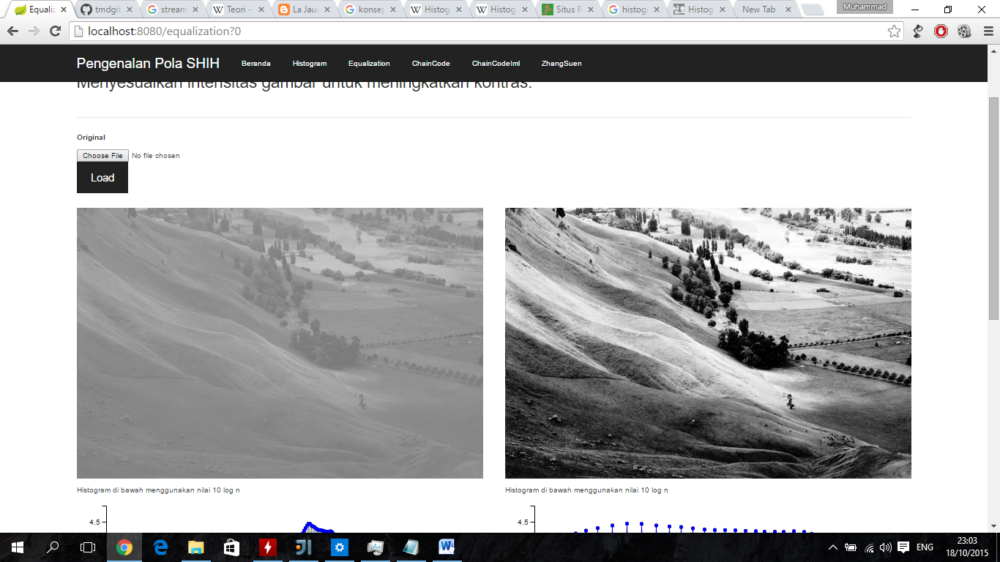 Equaliz
tmdgit
stream
Teori -
La Jau
konsep
Histog
Histog
Situs P
histogr
Histog
New Tab
Muhammad
localhost:8080/equalization?0
Pengenalan Pola SHIH Beranda Histogram Equalization ChainCode ChainCodeIml ZhangSuen
Menyesuaikan intensitas gambar untuk meningkatkan kontras.
Original
Choose File No file chosen
Load
Histogram di bawah menggunakan nilai 10 log n
Histogram di bawah menggunakan nilai 10 log n
4.5
4.5
ENG
23:03
18/10/2015